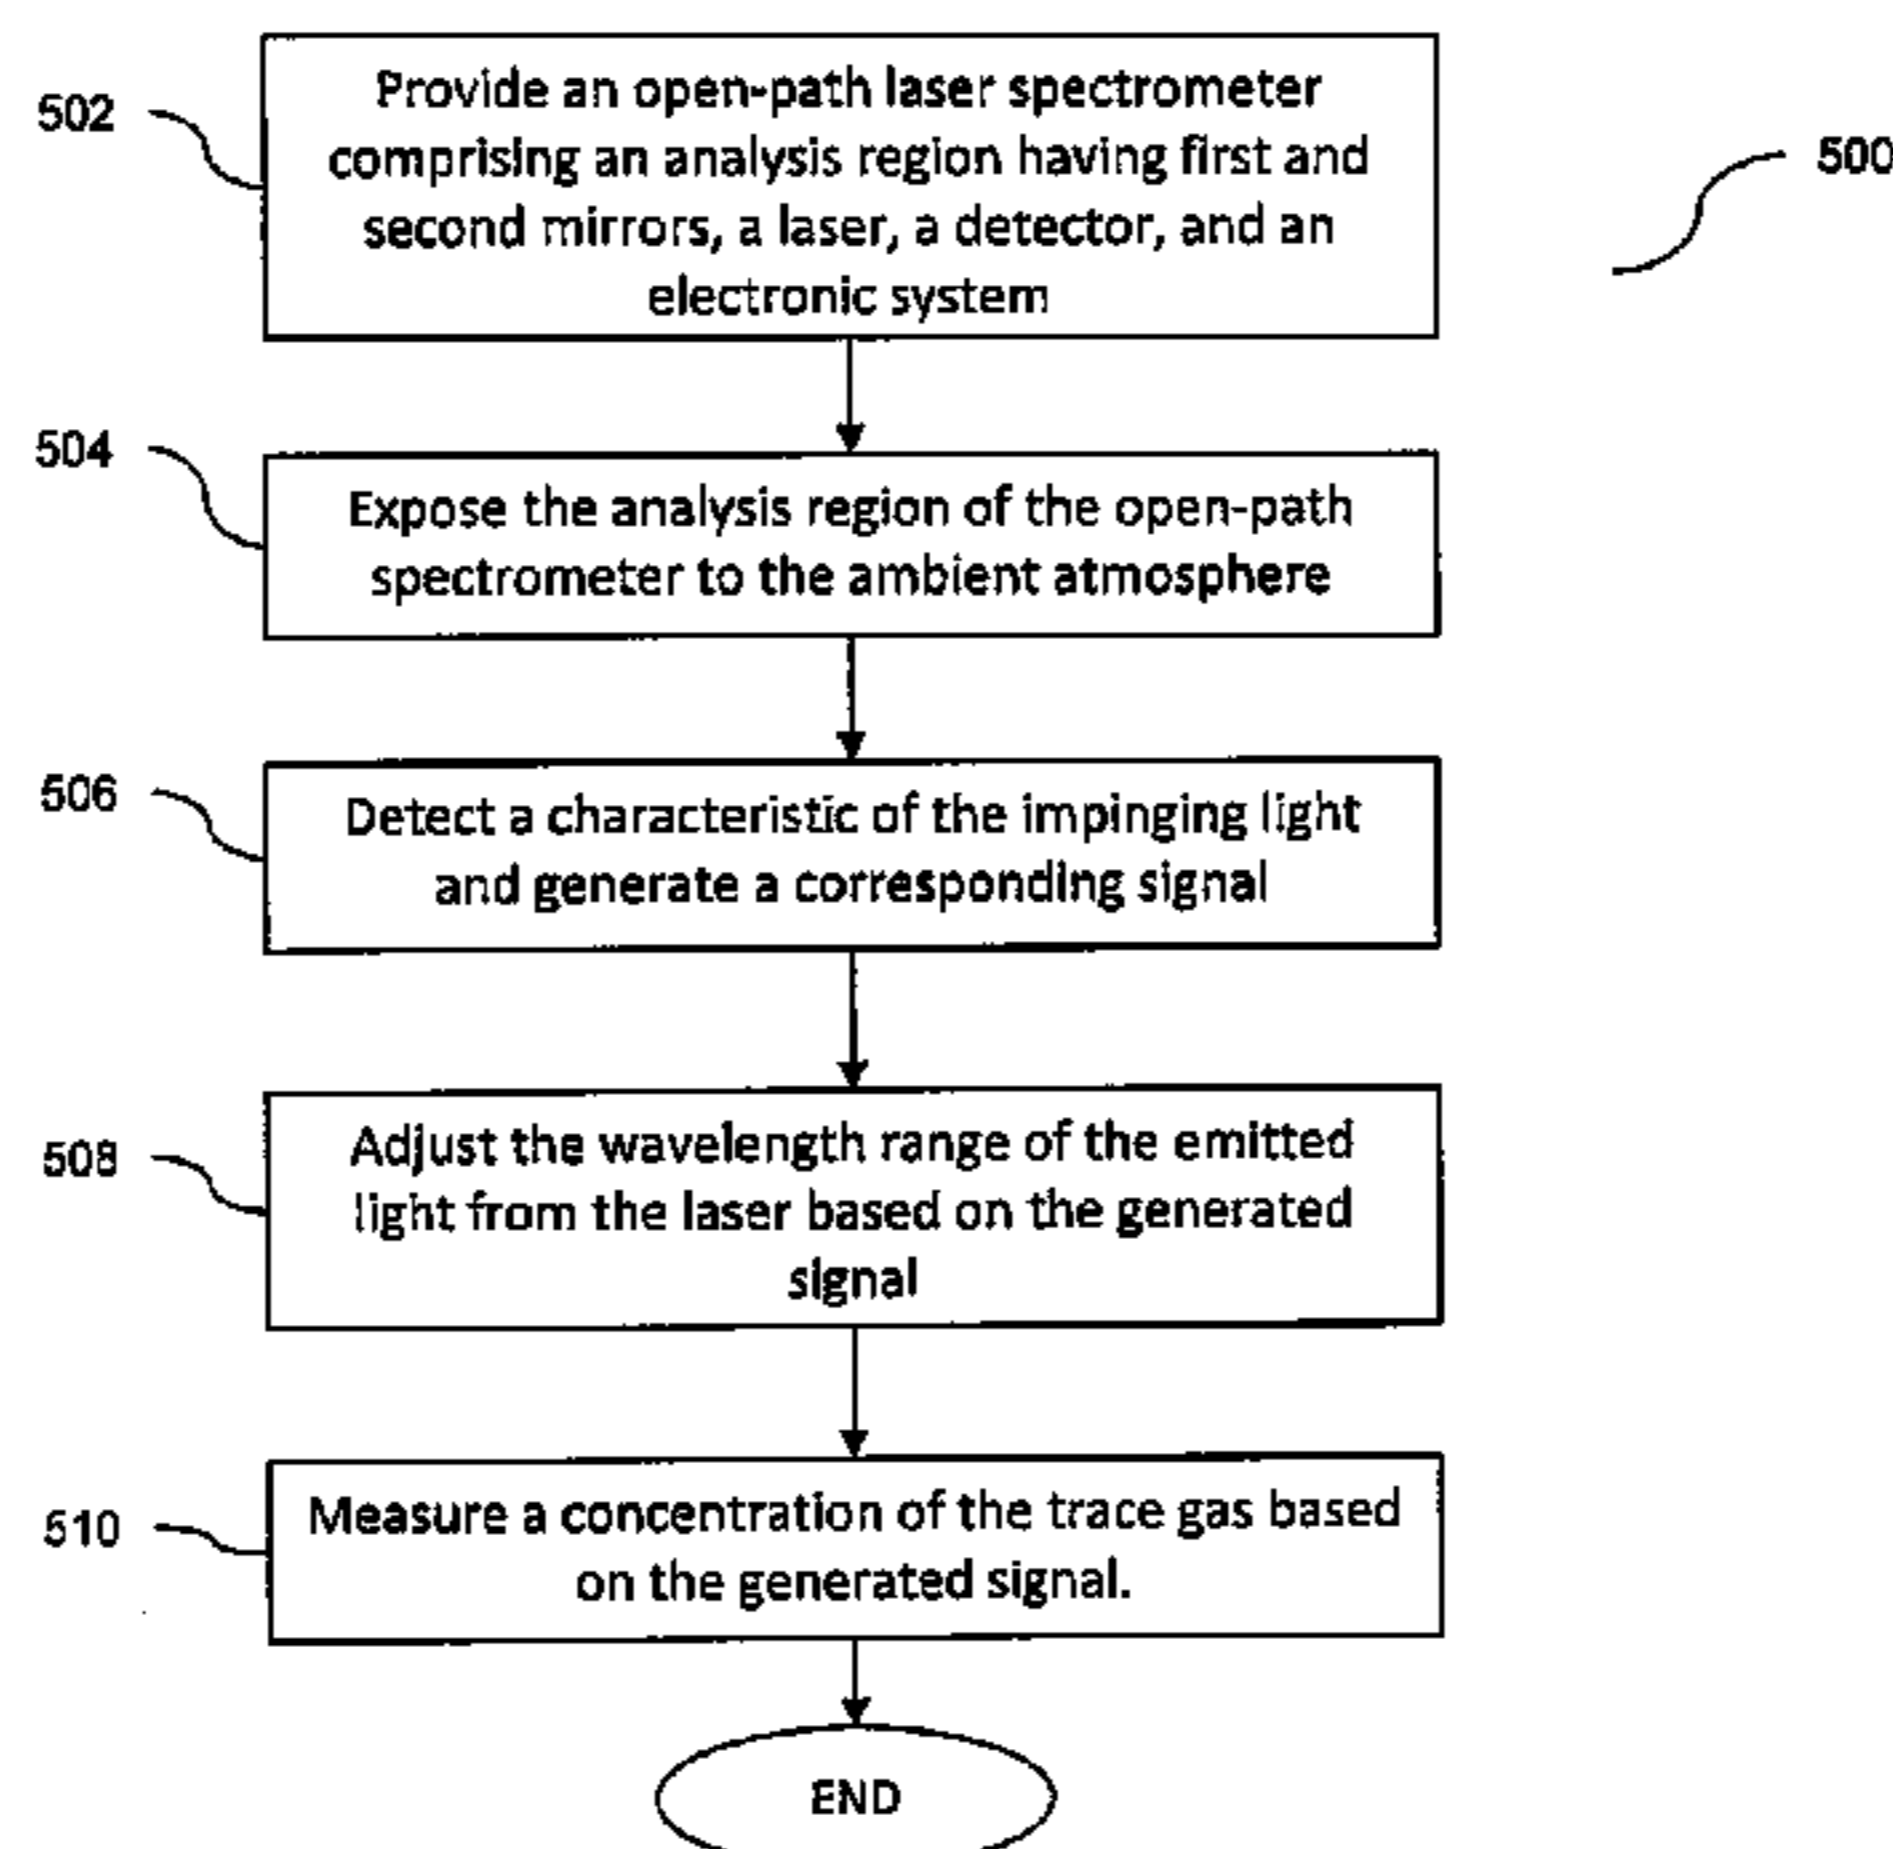 502
Provide an open-path laser spectrometer
comprising an analysis region having first and
second mirrors, a laser, a detector, and an
electronic system
500
504
Expose the analysis region of the open-path
spectrometer to the ambient atmosphere
506
Detect a characteristic of the impinging light
and generate a corresponding signal
508
Adjust the wavelength range of the emitted
light from the laser based on the generated
signal
510
Measure a concentration of the trace gas based
on the generated signal.
END